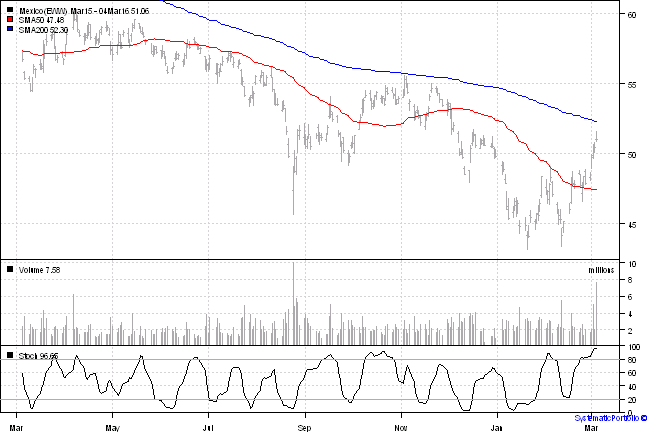 Mexico(EWW) Mar15 - 04Mar16 51.06
SMA50 47.48
SMA200 52.30
60
55
50
45
Volume 7.58
millions
10
8
6
4
2
Stoch 96.65
100
80
60
40
20
0
Mar May Jul Sep Nov Jan Mar
SystematicPortfolio ©